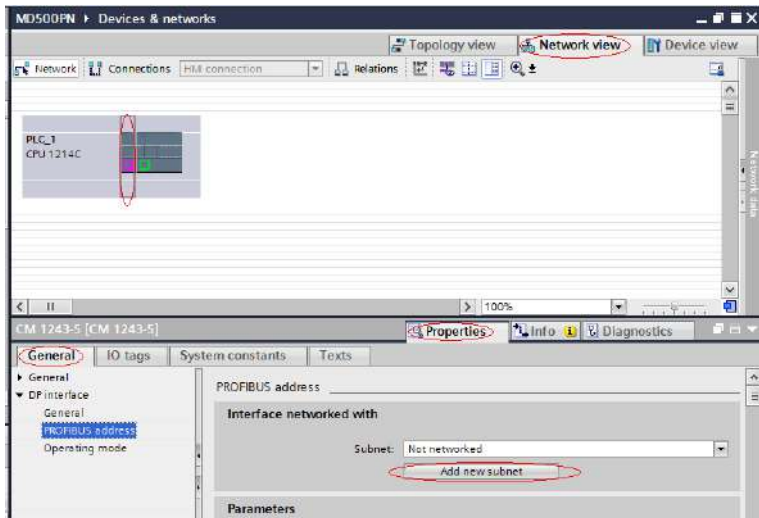 MD500PN ▸ Devices & networks
Topology view Network view Device view
Network Connections HMI connection Relations
PLC_1
CPU 1214C
Network data
100%
CM 1243-5 [CM 1243-5]
Properties Info Diagnostics
General IO tags System constants Texts
General
DP interface
General
PROFIBUS address
Operating mode
PROFIBUS address
Interface networked with
Subnet: Not networked
Add new subnet
Parameters